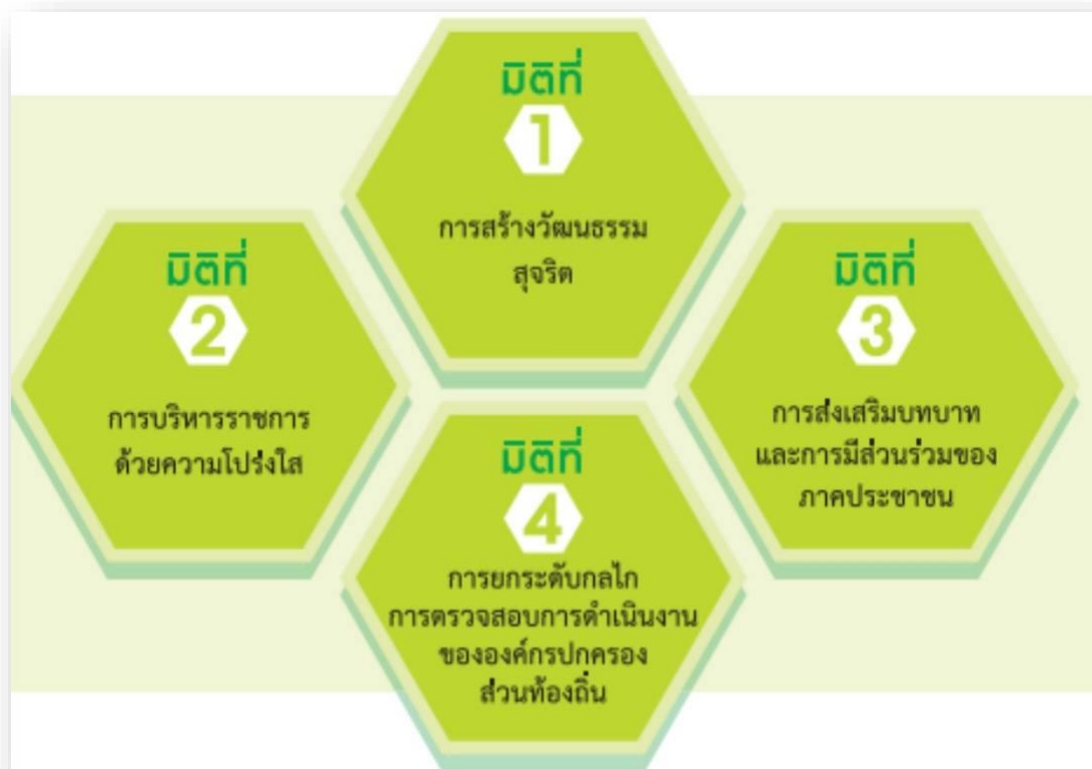 มิติที่
1
การสร้างวัฒนธรรม
สุจริต
มิติที่
2
การบริหารราชการ
ด้วยความโปร่งใส
มิติที่
3
การส่งเสริมบทบาท
และการมีส่วนร่วมของ
ภาคประชาชน
มิติที่
4
การยกระดับกลไก
การตรวจสอบการดำเนินงาน
ขององค์กรปกครอง
ส่วนท้องถิ่น